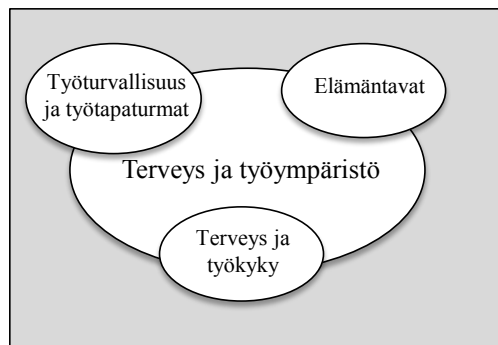 Työturvallisuus
ja työtapaturmat
Elämäntavat
Terveys ja työympäristö
Terveys ja
työkyky